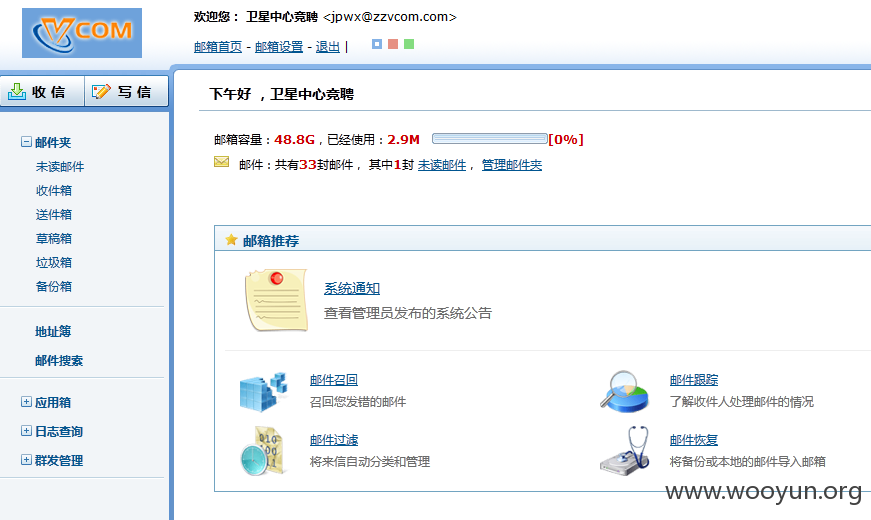 VCOM
欢迎您： 卫星中心竞聘 <jpwx@zzvcom.com>
邮箱首页 - 邮箱设置 - 退出 |
收 信
写 信
下午好 ，卫星中心竞聘
邮箱容量：48.8G，已经使用：2.9M [0%]
邮件：共有33封邮件， 其中1封 未读邮件， 管理邮件夹
邮件夹
未读邮件
收件箱
送件箱
草稿箱
垃圾箱
备份箱
地址簿
邮件搜索
应用箱
日志查询
群发管理
邮箱推荐
系统通知
查看管理员发布的系统公告
邮件召回
召回您发错的邮件
邮件跟踪
了解收件人处理邮件的情况
邮件过滤
将来信自动分类和管理
邮件恢复
将备份或本地的邮件导入邮箱
www.wooyun.org